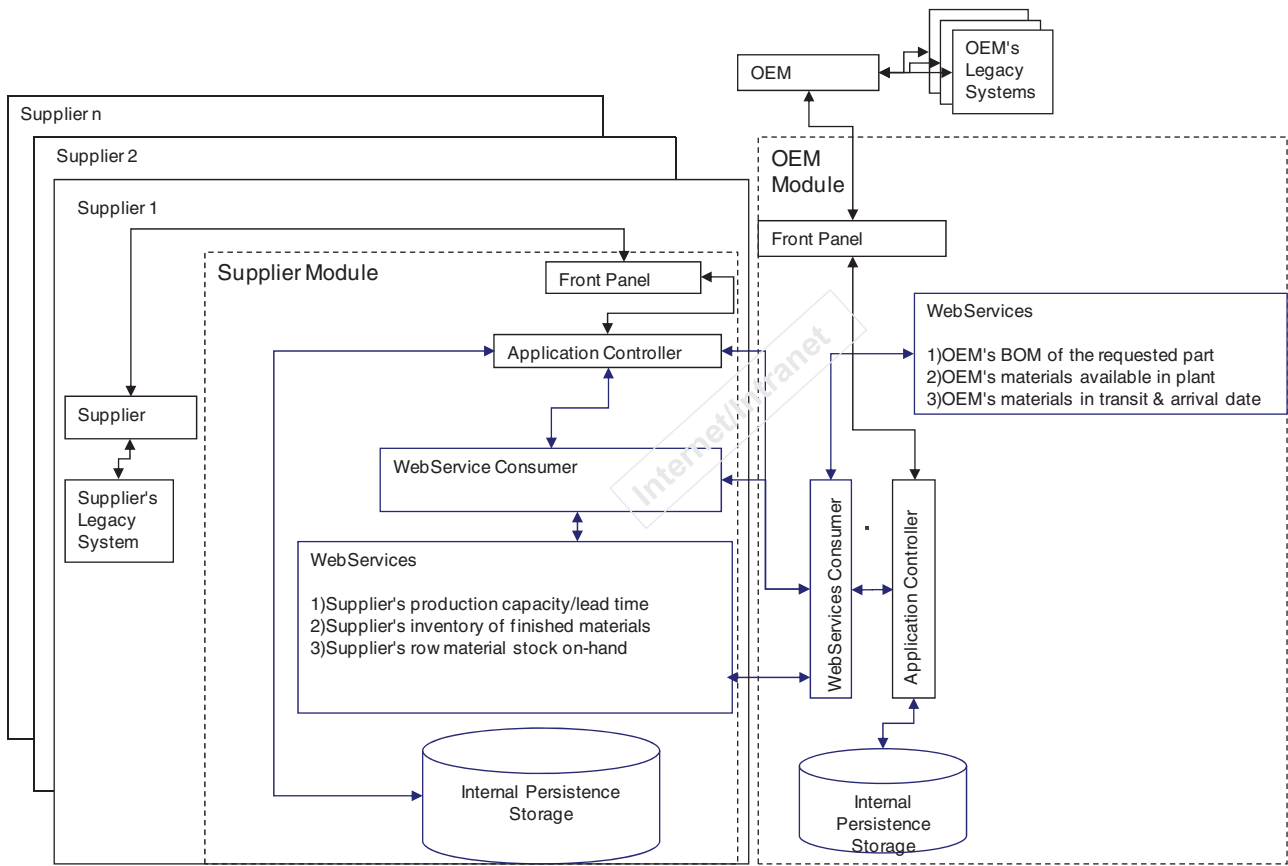 OEM
OEM's
Legacy
Systems
Supplier n
Supplier 2
Supplier 1
OEM
Module
Front Panel
Supplier Module
Front Panel
Application Controller
WebServices
1)OEM's BOM of the requested part
2)OEM's materials available in plant
3)OEM's materials in transit & arrival date
Internet/Intranet
Supplier
Supplier's
Legacy
System
WebService Consumer
WebServices
1)Supplier's production capacity/lead time
2)Supplier's inventory of finished materials
3)Supplier's row material stock on-hand
WebServices Consumer
Application Controller
Internal Persistence
Storage
Internal
Persistence
Storage